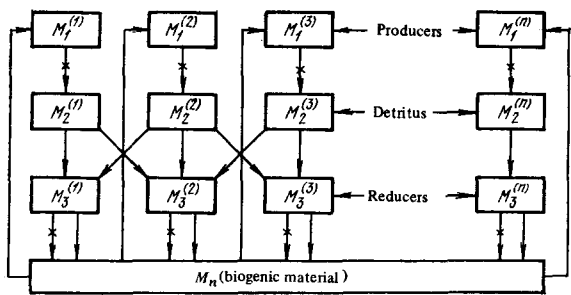 M₁⁽¹⁾ M₁⁽²⁾ M₁⁽³⁾ Producers M₁⁽ⁿ⁾
M₂⁽¹⁾ M₂⁽²⁾ M₂⁽³⁾ Detritus M₂⁽ⁿ⁾
M₃⁽¹⁾ M₃⁽²⁾ M₃⁽³⁾ Reducers M₃⁽ⁿ⁾
Mₙ (biogenic material)